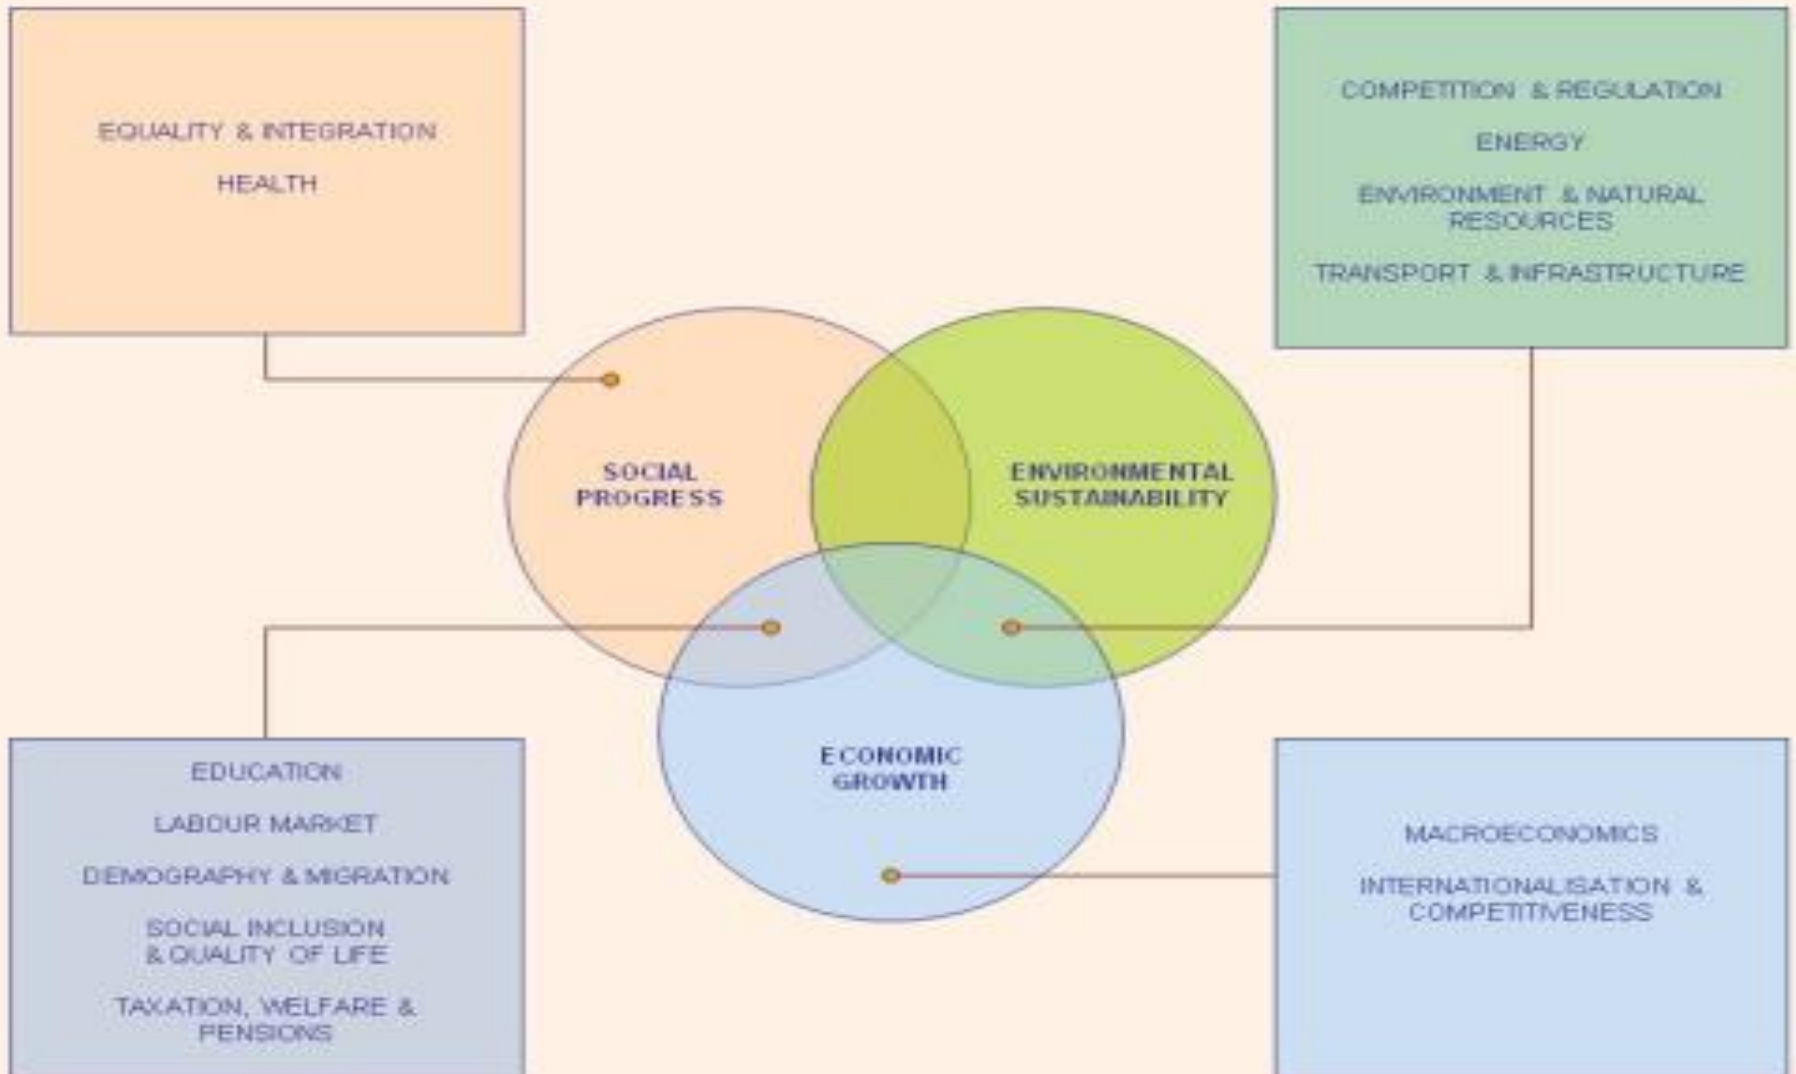 EQUALITY & INTEGRATION
HEALTH
COMPETITION & REGULATION
ENERGY
ENVIRONMENT & NATURAL
RESOURCES
TRANSPORT & INFRASTRUCTURE
SOCIAL
PROGRESS
ENVIRONMENTAL
SUSTAINABILITY
ECONOMIC
GROWTH
EDUCATION
LABOUR MARKET
DEMOGRAPHY & MIGRATION
SOCIAL INCLUSION
& QUALITY OF LIFE
TAXATION, WELFARE &
PENSIONS
MACROECONOMICS
INTERNATIONALISATION &
COMPETITIVENESS